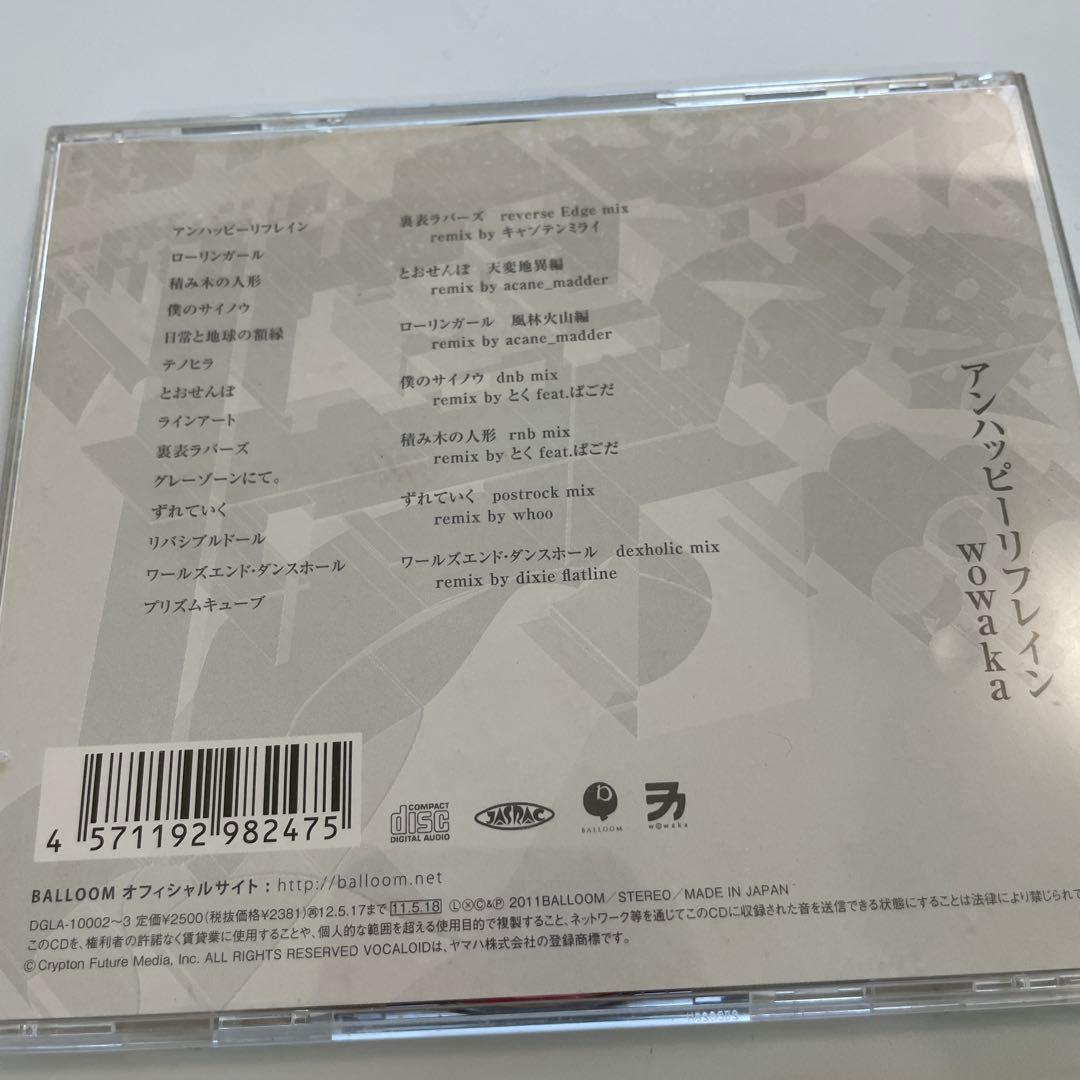 アンハッピーリフレイン
ローリンガール
積み木の人形
僕のサイノウ
日常と地球の額縁
テノヒラ
とおせんぼ
ラインアート
裏表ラバーズ
グレーゾーンにて。
ずれていく
リバシブルドール
ワールズエンド・ダンスホール
プリズムキューブ
裏表ラバーズ reverse Edge mix
remix by キャンテンミライ
とおせんぼ 天変地異編
remix by acane_madder
ローリンガール 風林火山編
remix by acane_madder
僕のサイノウ dnb mix
remix by とく feat.ばごだ
積み木の人形 rnb mix
remix by とく feat.ばごだ
ずれていく postrock mix
remix by whoo
ワールズエンド・ダンスホール dexholic mix
remix by dixie flatline
アンハッピーリフレイン
wowaka
4 571192 982475
COMPACT
disc
DIGITAL AUDIO
JASRAC
BALLOOM
wowaka
BALLOOM オフィシャルサイト : http://balloom.net
DGLA-10002~3 定価¥2500(税抜価格¥2381)再12.5.17まで 11.5.18 ⓁⓍⒸ&Ⓟ 2011BALLOOM/STEREO/MADE IN JAPAN
このCDを、権利者の許諾なく賃貸業に使用することや、個人的な範囲を超える使用目的で複製すること、ネットワーク等を通じてこのCDに収録された音を送信できる状態にすることは法律により禁じられて
© Crypton Future Media, Inc. ALL RIGHTS RESERVED VOCALOIDは、ヤマハ株式会社の登録商標です。